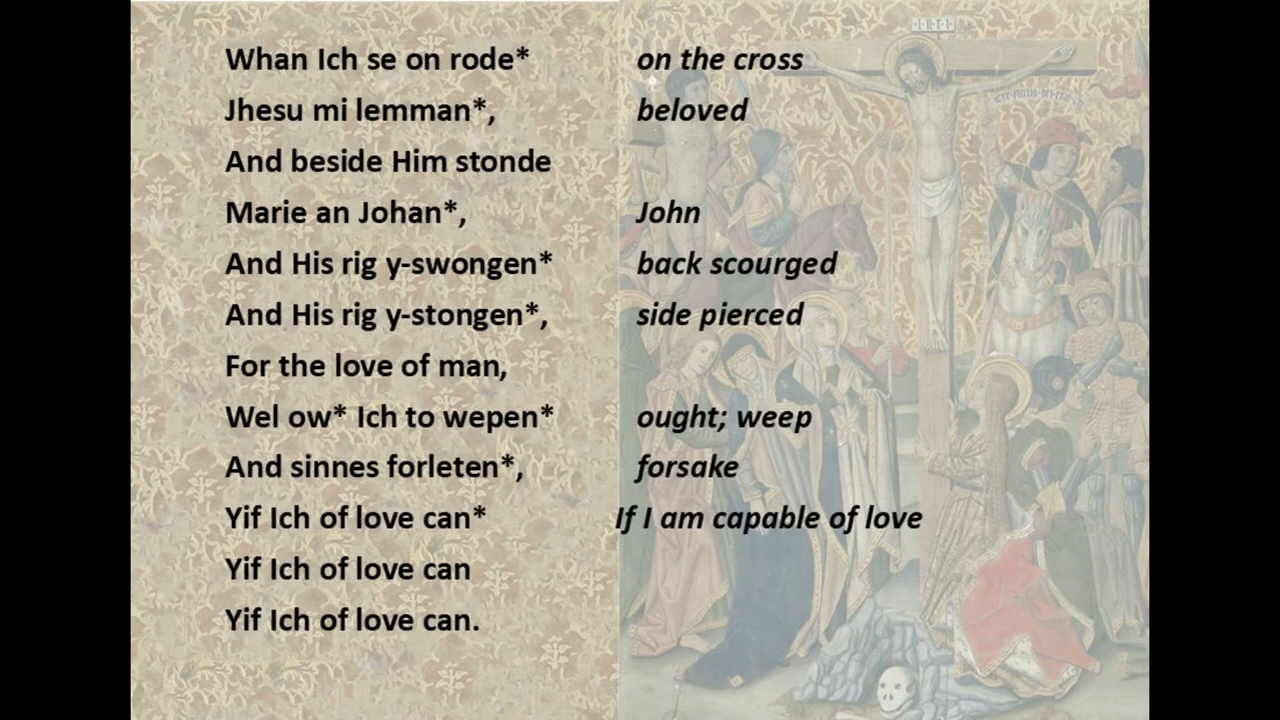 Whan Ich se on rode* on the cross
Jhesu mi lemman*, beloved
And beside Him stonde
Marie an Johan*, John
And His rig y-swongen* back scourged
And His rig y-stongen*, side pierced
For the love of man,
Wel ow* Ich to wepen* ought; weep
And sinnes forleten*, forsake
Yif Ich of love can* If I am capable of love
Yif Ich of love can
Yif Ich of love can.